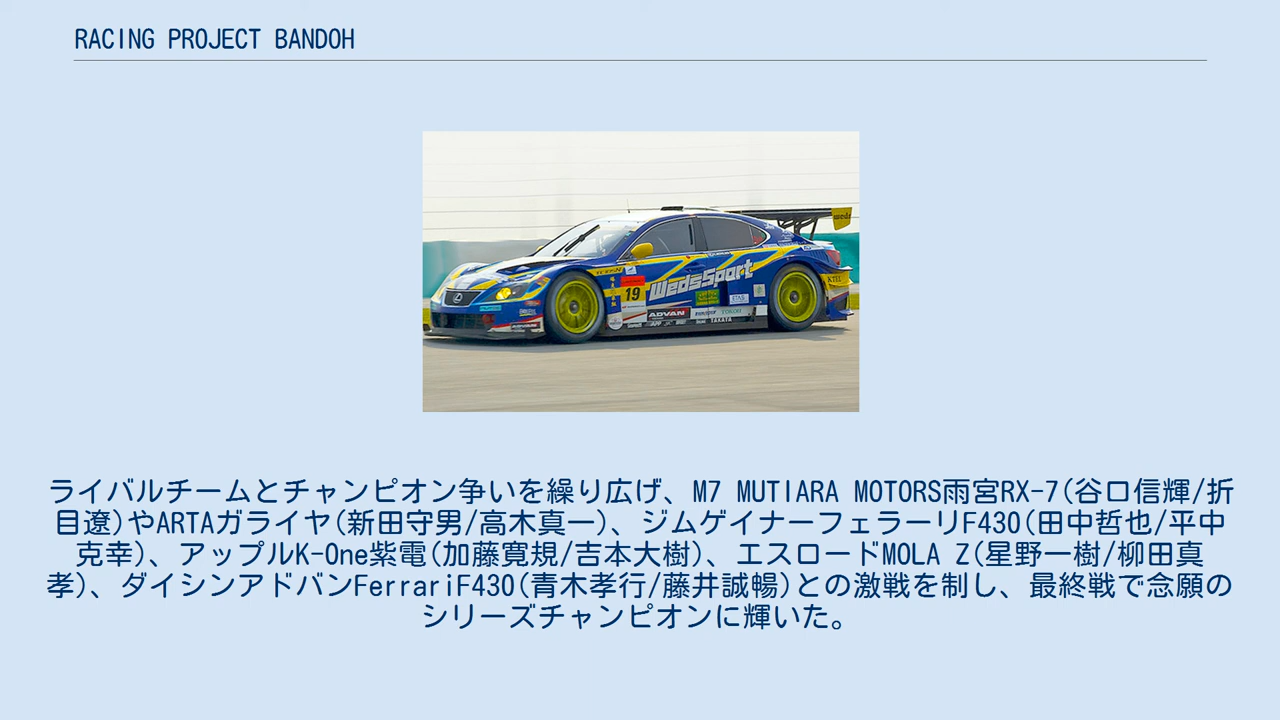 RACING PROJECT BANDOH
weds
WedsSport
19
ADVAN
KTEL
ETAS
TAKATA
ライバルチームとチャンピオン争いを繰り広げ、M7 MUTIARA MOTORS雨宮RX-7(谷口信輝/折
目遼)やARTAガライヤ(新田守男/高木真一)、ジムゲイナーフェラーリF430(田中哲也/平中
克幸)、アップルK-One紫電(加藤寛規/吉本大樹)、エスロードMOLA Z(星野一樹/柳田真
孝)、ダイシンアドバンFerrariF430(青木孝行/藤井誠暢)との激戦を制し、最終戦で念願の
シリーズチャンピオンに輝いた。